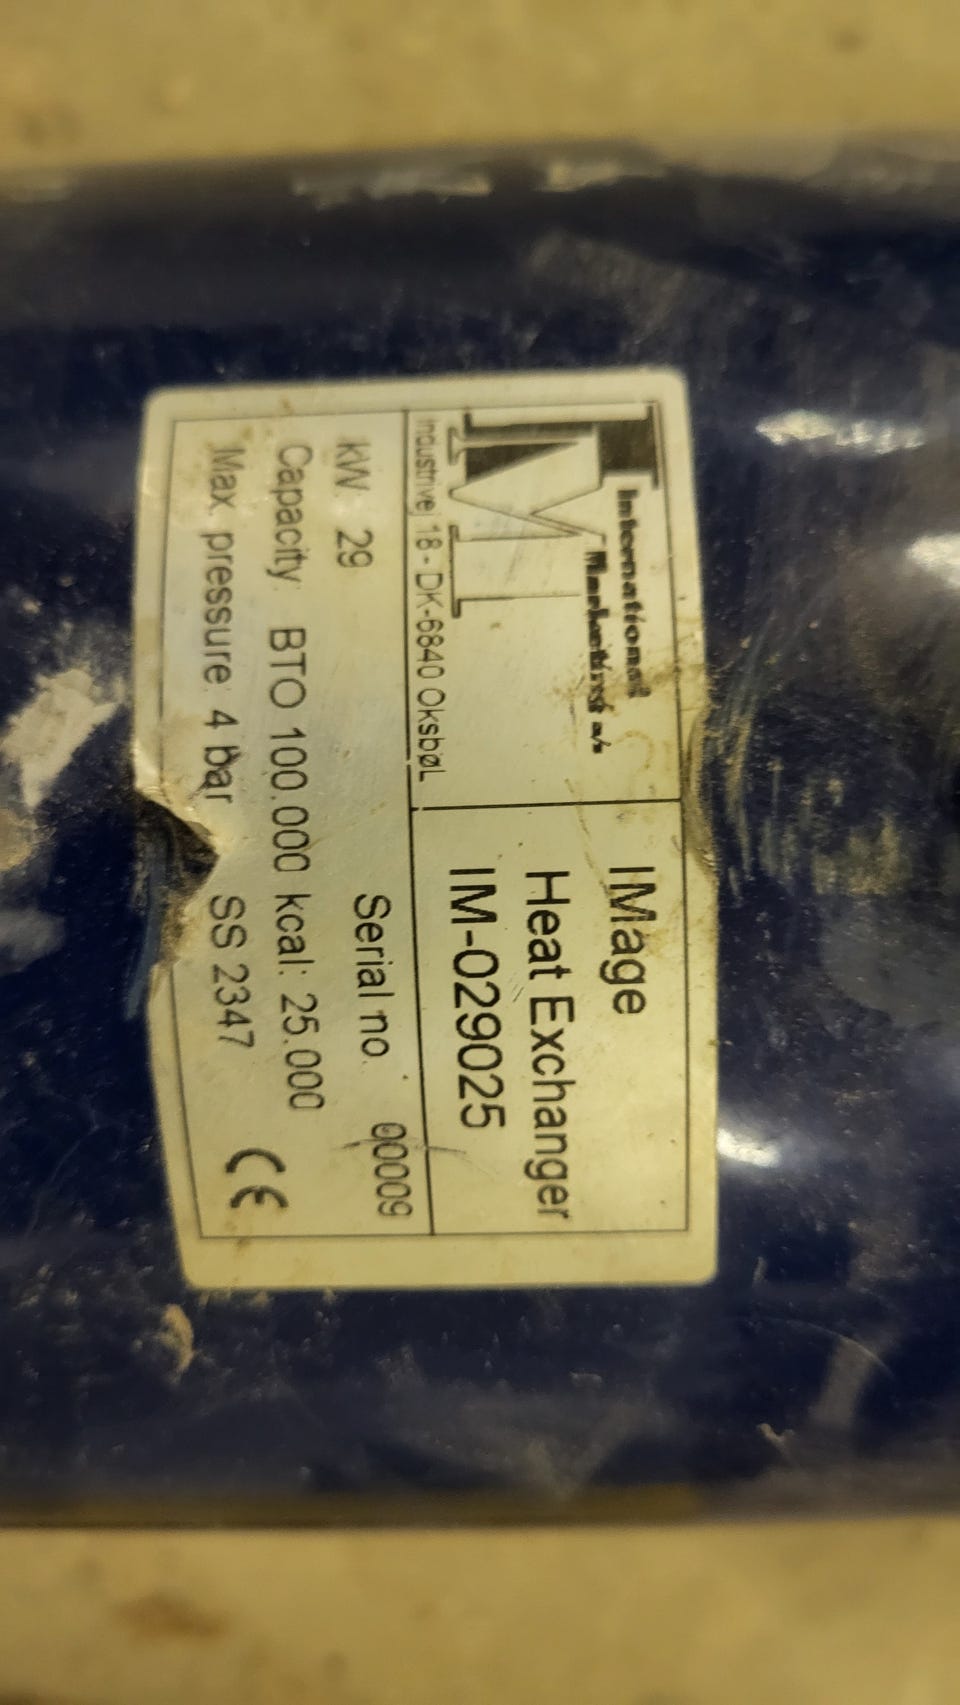 IMI
International
Marketing a/s
Industrivej 18 - DK-6840 Oksbøl
IMage
Heat Exchanger
IM-029025
kW: 29 Serial no. 00009
Capacity: BTO 100.000 kcal: 25.000
Max. pressure: 4 bar SS 2347 CE